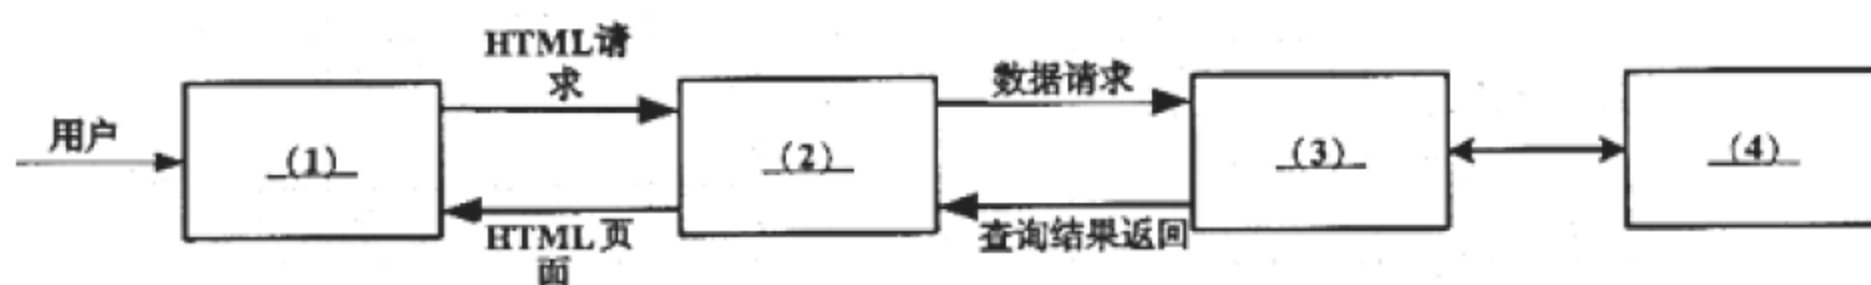 用户
(1)
HTML请
求
HTML页
面
(2)
数据请求
查询结果返回
(3)
(4)